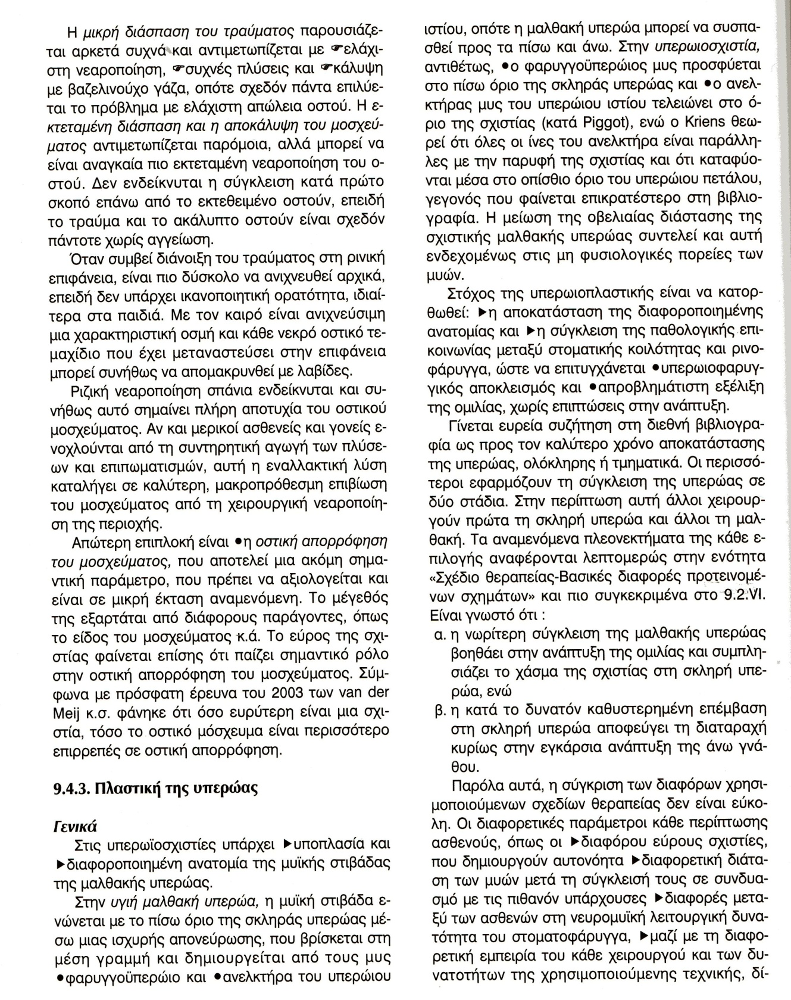 Η μικρή διάσπαση του τραύματος παρουσιάζε-
ται αρκετά συχνά και αντιμετωπίζεται με ☞ελάχι-
στη νεαροποίηση, ☞συχνές πλύσεις και ☞κάλυψη
με βαζελινούχο γάζα, οπότε σχεδόν πάντα επιλύε-
ται το πρόβλημα με ελάχιστη απώλεια οστού. Η ε-
κτεταμένη διάσπαση και η αποκάλυψη του μοσχεύ-
ματος αντιμετωπίζεται παρόμοια, αλλά μπορεί να
είναι αναγκαία πιο εκτεταμένη νεαροποίηση του ο-
στού. Δεν ενδείκνυται η σύγκλειση κατά πρώτο
σκοπό επάνω από το εκτεθειμένο οστούν, επειδή
το τραύμα και το ακάλυπτο οστούν είναι σχεδόν
πάντοτε χωρίς αγγείωση.
Όταν συμβεί διάνοιξη του τραύματος στη ρινική
επιφάνεια, είναι πιο δύσκολο να ανιχνευθεί αρχικά,
επειδή δεν υπάρχει ικανοποιητική ορατότητα, ιδιαί-
τερα στα παιδιά. Με τον καιρό είναι ανιχνεύσιμη
μια χαρακτηριστική οσμή και κάθε νεκρό οστικό τε-
μαχίδιο που έχει μεταναστεύσει στην επιφάνεια
μπορεί συνήθως να απομακρυνθεί με λαβίδες.
Ριζική νεαροποίηση σπάνια ενδείκνυται και συ-
νήθως αυτό σημαίνει πλήρη αποτυχία του οστικού
μοσχεύματος. Αν και μερικοί ασθενείς και γονείς ε-
νοχλούνται από τη συντηρητική αγωγή των πλύσε-
ων και επιπωματισμών, αυτή η εναλλακτική λύση
καταλήγει σε καλύτερη, μακροπρόθεσμη επιβίωση
του μοσχεύματος από τη χειρουργική νεαροποίη-
ση της περιοχής.
Απώτερη επιπλοκή είναι ●η οστική απορρόφηση
του μοσχεύματος, που αποτελεί μια ακόμη σημα-
ντική παράμετρο, που πρέπει να αξιολογείται και
είναι σε μικρή έκταση αναμενόμενη. Το μέγεθός
της εξαρτάται από διάφορους παράγοντες, όπως
το είδος του μοσχεύματος κ.ά. Το εύρος της σχι-
στίας φαίνεται επίσης ότι παίζει σημαντικό ρόλο
στην οστική απορρόφηση του μοσχεύματος. Σύμ-
φωνα με πρόσφατη έρευνα του 2003 των van der
Meij κ.σ. φάνηκε ότι όσο ευρύτερη είναι μια σχι-
στία, τόσο το οστικό μόσχευμα είναι περισσότερο
επιρρεπές σε οστική απορρόφηση.
9.4.3. Πλαστική της υπερώας
Γενικά
Στις υπερωϊοσχιστίες υπάρχει ▶υποπλασία και
▶διαφοροποιημένη ανατομία της μυϊκής στιβάδας
της μαλθακής υπερώας.
Στην υγιή μαλθακή υπερώα, η μυϊκή στιβάδα ε-
νώνεται με το πίσω όριο της σκληράς υπερώας μέ-
σω μιας ισχυρής απονεύρωσης, που βρίσκεται στη
μέση γραμμή και δημιουργείται από τους μυς
●φαρυγγοϋπερώιο και ●ανελκτήρα του υπερώιου
ιστίου, οπότε η μαλθακή υπερώα μπορεί να συσπα-
σθεί προς τα πίσω και άνω. Στην υπερωιοσχιστία,
αντιθέτως, ●ο φαρυγγοϋπερώιος μυς προσφύεται
στο πίσω όριο της σκληράς υπερώας και ●ο ανελ-
κτήρας μυς του υπερώιου ιστίου τελειώνει στο ό-
ριο της σχιστίας (κατά Piggot), ενώ ο Kriens θεω-
ρεί ότι όλες οι ίνες του ανελκτήρα είναι παράλλη-
λες με την παρυφή της σχιστίας και ότι καταφύο-
νται μέσα στο οπίσθιο όριο του υπερώιου πετάλου,
γεγονός που φαίνεται επικρατέστερο στη βιβλιο-
γραφία. Η μείωση της οβελιαίας διάστασης της
σχιστικής μαλθακής υπερώας συντελεί και αυτή
ενδεχομένως στις μη φυσιολογικές πορείες των
μυών.
Στόχος της υπερωιοπλαστικής είναι να κατορ-
θωθεί: ▶η αποκατάσταση της διαφοροποιημένης
ανατομίας και ▶η σύγκλειση της παθολογικής επι-
κοινωνίας μεταξύ στοματικής κοιλότητας και ρινο-
φάρυγγα, ώστε να επιτυγχάνεται ●υπερωιοφαρυγ-
γικός αποκλεισμός και ●απροβλημάτιστη εξέλιξη
της ομιλίας, χωρίς επιπτώσεις στην ανάπτυξη.
Γίνεται ευρεία συζήτηση στη διεθνή βιβλιογρα-
φία ως προς τον καλύτερο χρόνο αποκατάστασης
της υπερώας, ολόκληρης ή τμηματικά. Οι περισσό-
τεροι εφαρμόζουν τη σύγκλειση της υπερώας σε
δύο στάδια. Στην περίπτωση αυτή άλλοι χειρουρ-
γούν πρώτα τη σκληρή υπερώα και άλλοι τη μαλ-
θακή. Τα αναμενόμενα πλεονεκτήματα της κάθε ε-
πιλογής αναφέρονται λεπτομερώς στην ενότητα
«Σχέδιο θεραπείας-Βασικές διαφορές προτεινομέ-
νων σχημάτων» και πιο συγκεκριμένα στο 9.2.VI.
Είναι γνωστό ότι :
α. η νωρίτερη σύγκλειση της μαλθακής υπερώας
βοηθάει στην ανάπτυξη της ομιλίας και συμπλη-
σιάζει το χάσμα της σχιστίας στη σκληρή υπε-
ρώα, ενώ
β. η κατά το δυνατόν καθυστερημένη επέμβαση
στη σκληρή υπερώα αποφεύγει τη διαταραχή
κυρίως στην εγκάρσια ανάπτυξη της άνω γνά-
θου.
Παρόλα αυτά, η σύγκριση των διαφόρων χρησι-
μοποιούμενων σχεδίων θεραπείας δεν είναι εύκο-
λη. Οι διαφορετικές παράμετροι κάθε περίπτωσης
ασθενούς, όπως οι ▶διαφόρου εύρους σχιστίες,
που δημιουργούν αυτονόητα ▶διαφορετική διάτα-
ση των μυών μετά τη σύγκλεισή τους σε συνδυα-
σμό με τις πιθανόν υπάρχουσες ▶διαφορές μετα-
ξύ των ασθενών στη νευρομυϊκή λειτουργική δυνα-
τότητα του στοματοφάρυγγα, ▶μαζί με τη διαφο-
ρετική εμπειρία του κάθε χειρουργού και των δυ-
νατοτήτων της χρησιμοποιούμενης τεχνικής, δί-